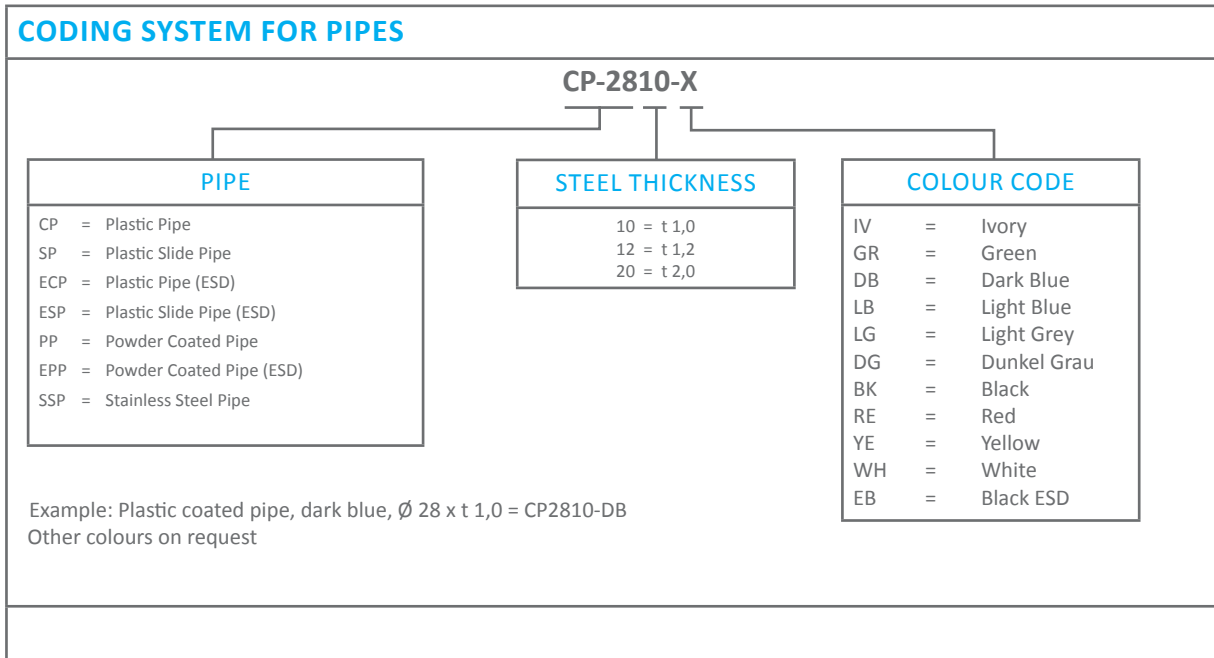 CODING SYSTEM FOR PIPES
CP-2810-X
PIPE
CP = Plastic Pipe
SP = Plastic Slide Pipe
ECP = Plastic Pipe (ESD)
ESP = Plastic Slide Pipe (ESD)
PP = Powder Coated Pipe
EPP = Powder Coated Pipe (ESD)
SSP = Stainless Steel Pipe
STEEL THICKNESS
10 = t 1,0
12 = t 1,2
20 = t 2,0
COLOUR CODE
IV = Ivory
GR = Green
DB = Dark Blue
LB = Light Blue
LG = Light Grey
DG = Dunkel Grau
BK = Black
RE = Red
YE = Yellow
WH = White
EB = Black ESD
Example: Plastic coated pipe, dark blue, Ø 28 x t 1,0 = CP2810-DB
Other colours on request